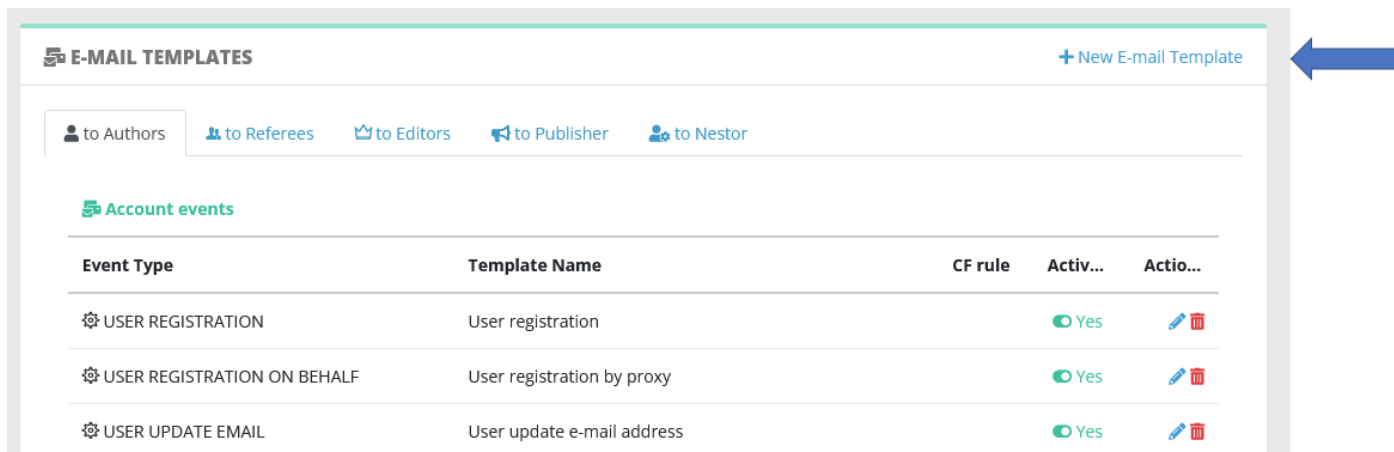 E-MAIL TEMPLATES + New E-mail Template
to Authors to Referees to Editors to Publisher to Nestor
Account events
Event Type Template Name CF rule Activ... Actio...
USER REGISTRATION User registration Yes
USER REGISTRATION ON BEHALF User registration by proxy Yes
USER UPDATE EMAIL User update e-mail address Yes